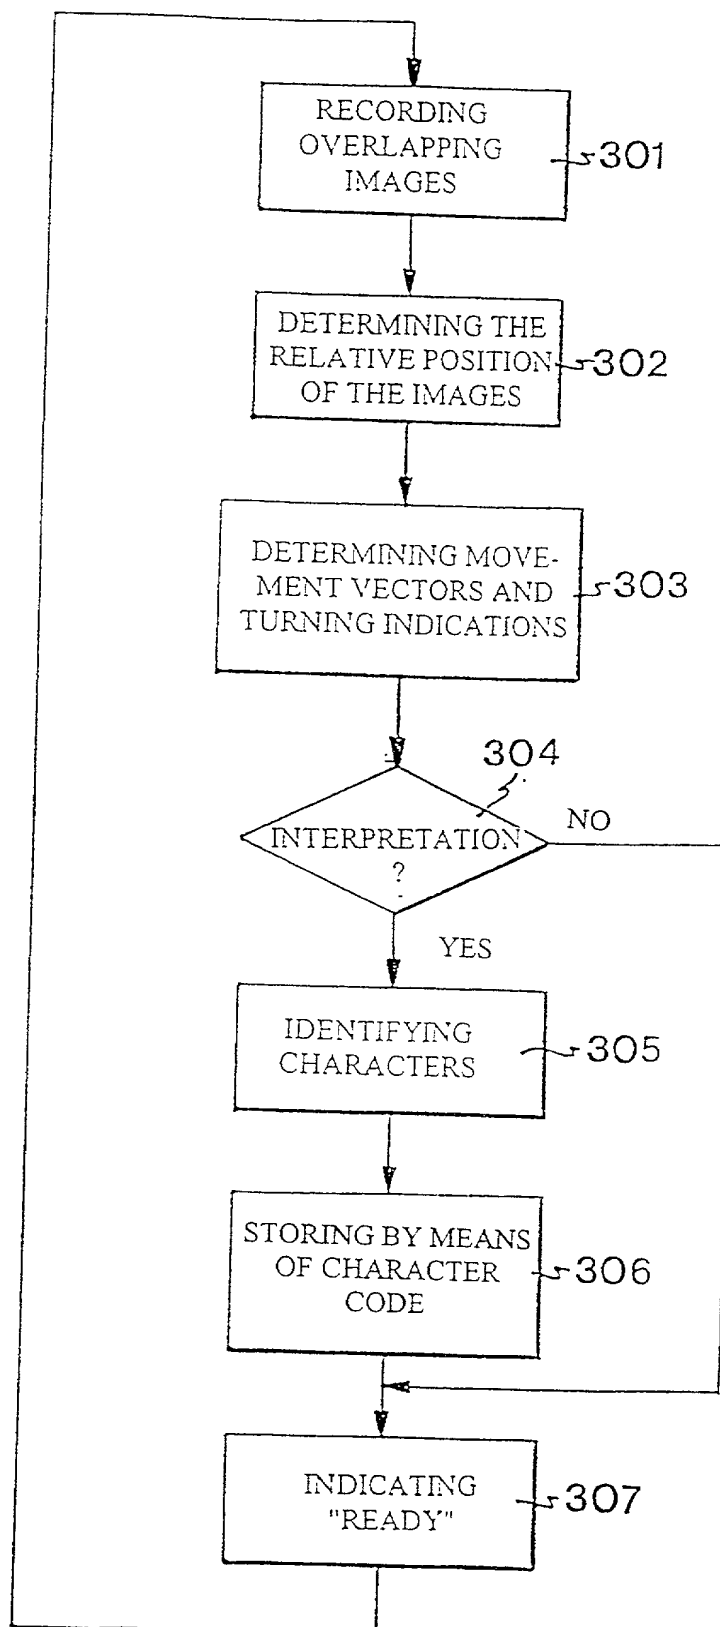 RECORDING
OVERLAPPING
IMAGES
301
DETERMINING THE
RELATIVE POSITION
OF THE IMAGES
302
DETERMINING MOVE-
MENT VECTORS AND
TURNING INDICATIONS
303
304
INTERPRETATION
?
NO
YES
IDENTIFYING
CHARACTERS
305
STORING BY MEANS
OF CHARACTER
CODE
306
INDICATING
"READY"
307